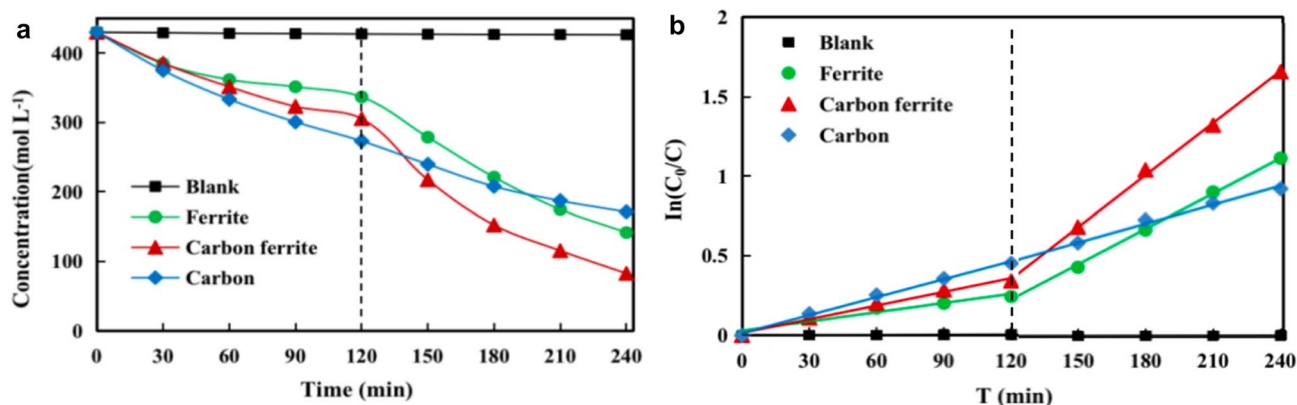 a
Concentration(mol L-1)
400
300
200
100
0
Blank
Ferrite
Carbon ferrite
Carbon
0 30 60 90 120 150 180 210 240
Time (min)
b
In(C0/C)
2
1.5
1
0.5
0
Blank
Ferrite
Carbon ferrite
Carbon
0 30 60 90 120 150 180 210 240
T (min)